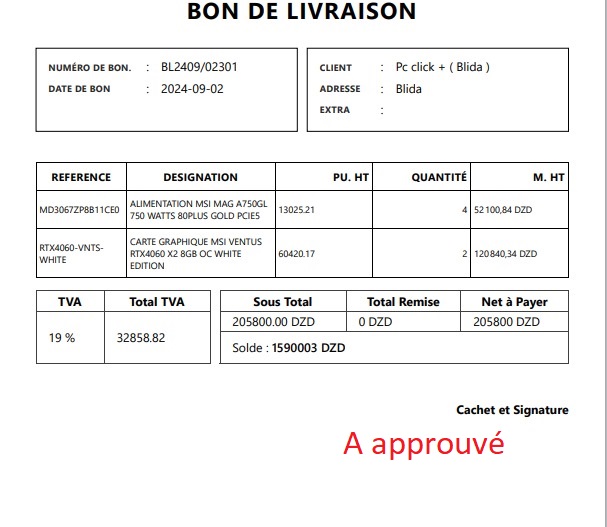 BON DE LIVRAISON
NUMÉRO DE BON. : BL2409/02301
DATE DE BON : 2024-09-02
CLIENT : Pc click + ( Blida )
ADRESSE : Blida
EXTRA :
REFERENCE DESIGNATION PU. HT QUANTITÉ M. HT
MD3067ZP8B11CE0 ALIMENTATION MSI MAG A750GL 13025.21 4 52 100,84 DZD
750 WATTS 80PLUS GOLD PCIE5
RTX4060-VNTS- CARTE GRAPHIQUE MSI VENTUS 60420.17 2 120 840,34 DZD
WHITE RTX4060 X2 8GB OC WHITE
EDITION
TVA Total TVA
19 % 32858.82
Sous Total Total Remise Net à Payer
205800.00 DZD 0 DZD 205800 DZD
Solde : 1590003 DZD
Cachet et Signature
A approuvé